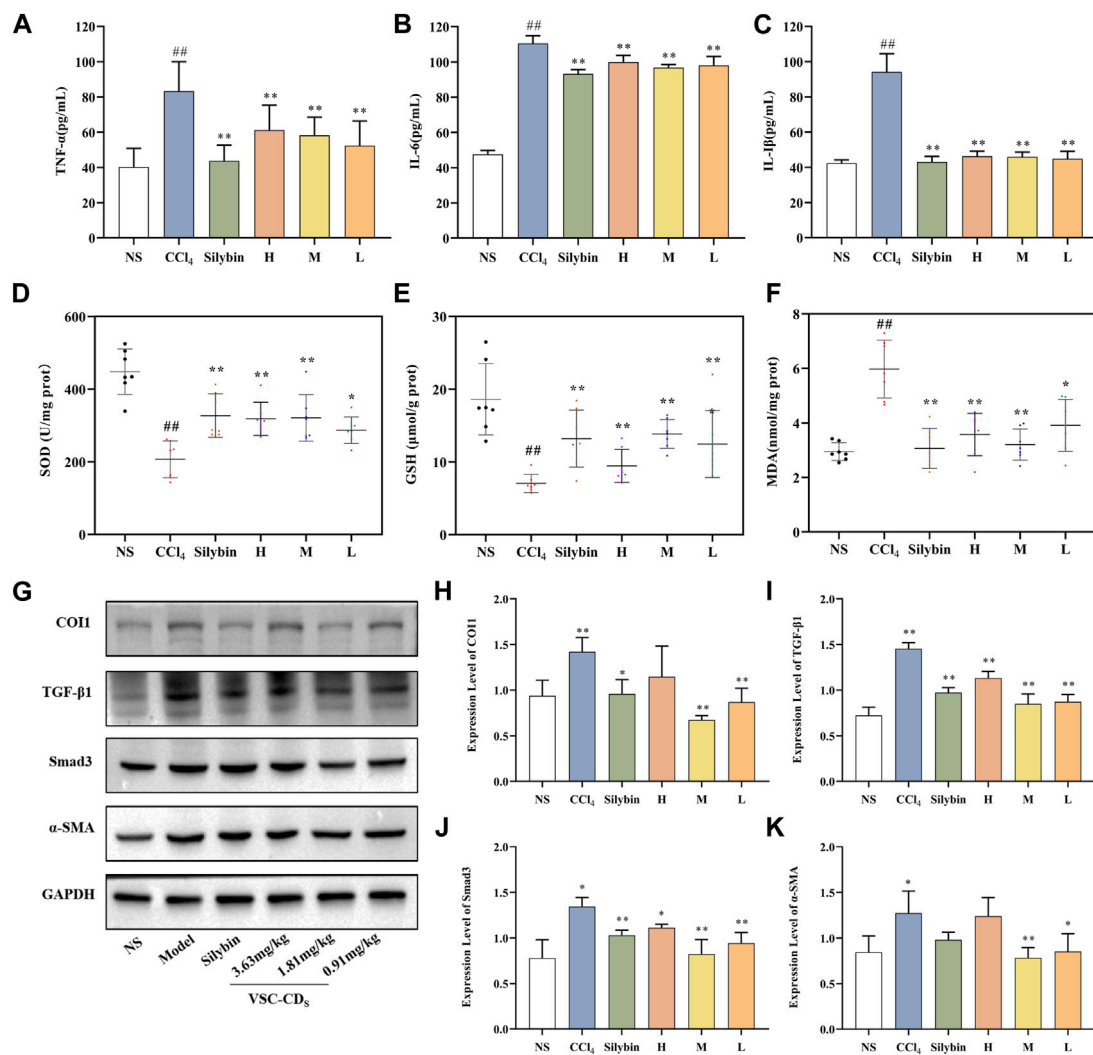 A
TNF-α(pg/mL)
120
100
80
60
40
20
0
##
**
**
**
**
NS CCl₄ Silybin H M L
B
IL-6(pg/mL)
120
100
80
60
40
20
0
##
**
**
**
**
NS CCl₄ Silybin H M L
C
IL-Iβ(pg/mL)
120
100
80
60
40
20
0
##
**
**
**
**
NS CCl₄ Silybin H M L
D
SOD (U/mg prot)
600
400
200
0
##
**
**
**
*
NS CCl₄ Silybin H M L
E
GSH (μmol/g prot)
30
20
10
0
##
**
**
**
**
*
NS CCl₄ Silybin H M L
F
MDA(nmol/mg prot)
8
6
4
2
0
##
**
**
**
*
NS CCl₄ Silybin H M L
G
COI1
TGF-β1
Smad3
α-SMA
GAPDH
NS Model Silybin 3.63mg/kg 1.81mg/kg 0.91mg/kg
VSC-CDₛ
H
Expression Level of COI1
2.0
1.5
1.0
0.5
0.0
**
*
**
**
NS CCl₄ Silybin H M L
I
Expression Level of TGF-β1
2.0
1.5
1.0
0.5
0.0
**
**
**
**
**
NS CCl₄ Silybin H M L
J
Expression Level of Smad3
2.0
1.5
1.0
0.5
0.0
*
**
*
**
**
NS CCl₄ Silybin H M L
K
Expression Level of α-SMA
2.0
1.5
1.0
0.5
0.0
*
**
*
NS CCl₄ Silybin H M L